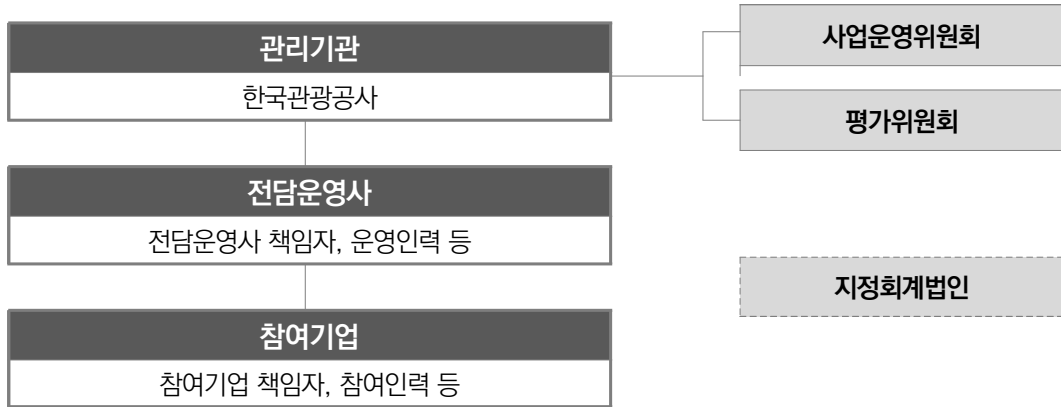 관리기관
한국관광공사
사업운영위원회
평가위원회
전담운영사
전담운영사 책임자, 운영인력 등
지정회계법인
참여기업
참여기업 책임자, 참여인력 등